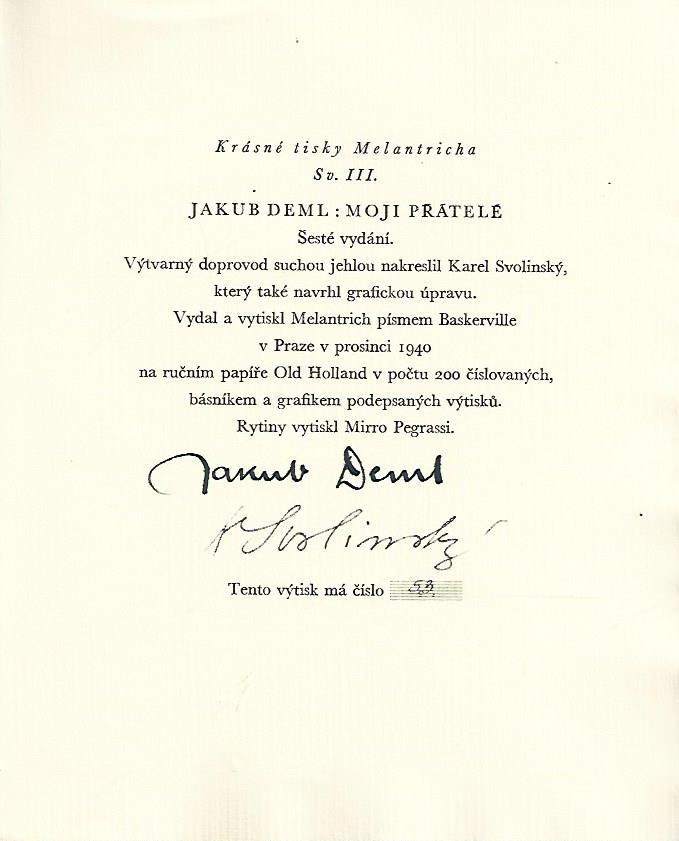 Krásné tisky Melantricha
Sv. III.
JAKUB DEML : MOJI PŘÁTELÉ
Šesté vydání.
Výtvarný doprovod suchou jehlou nakreslil Karel Svolinský,
který také navrhl grafickou úpravu.
Vydal a vytiskl Melantrich písmem Baskerville
v Praze v prosinci 1940
na ručním papíře Old Holland v počtu 200 číslovaných,
básníkem a grafikem podepsaných výtisků.
Rytiny vytiskl Mirro Pegrassi.
Jakub Deml
K Svolinský
Tento výtisk má číslo 53.